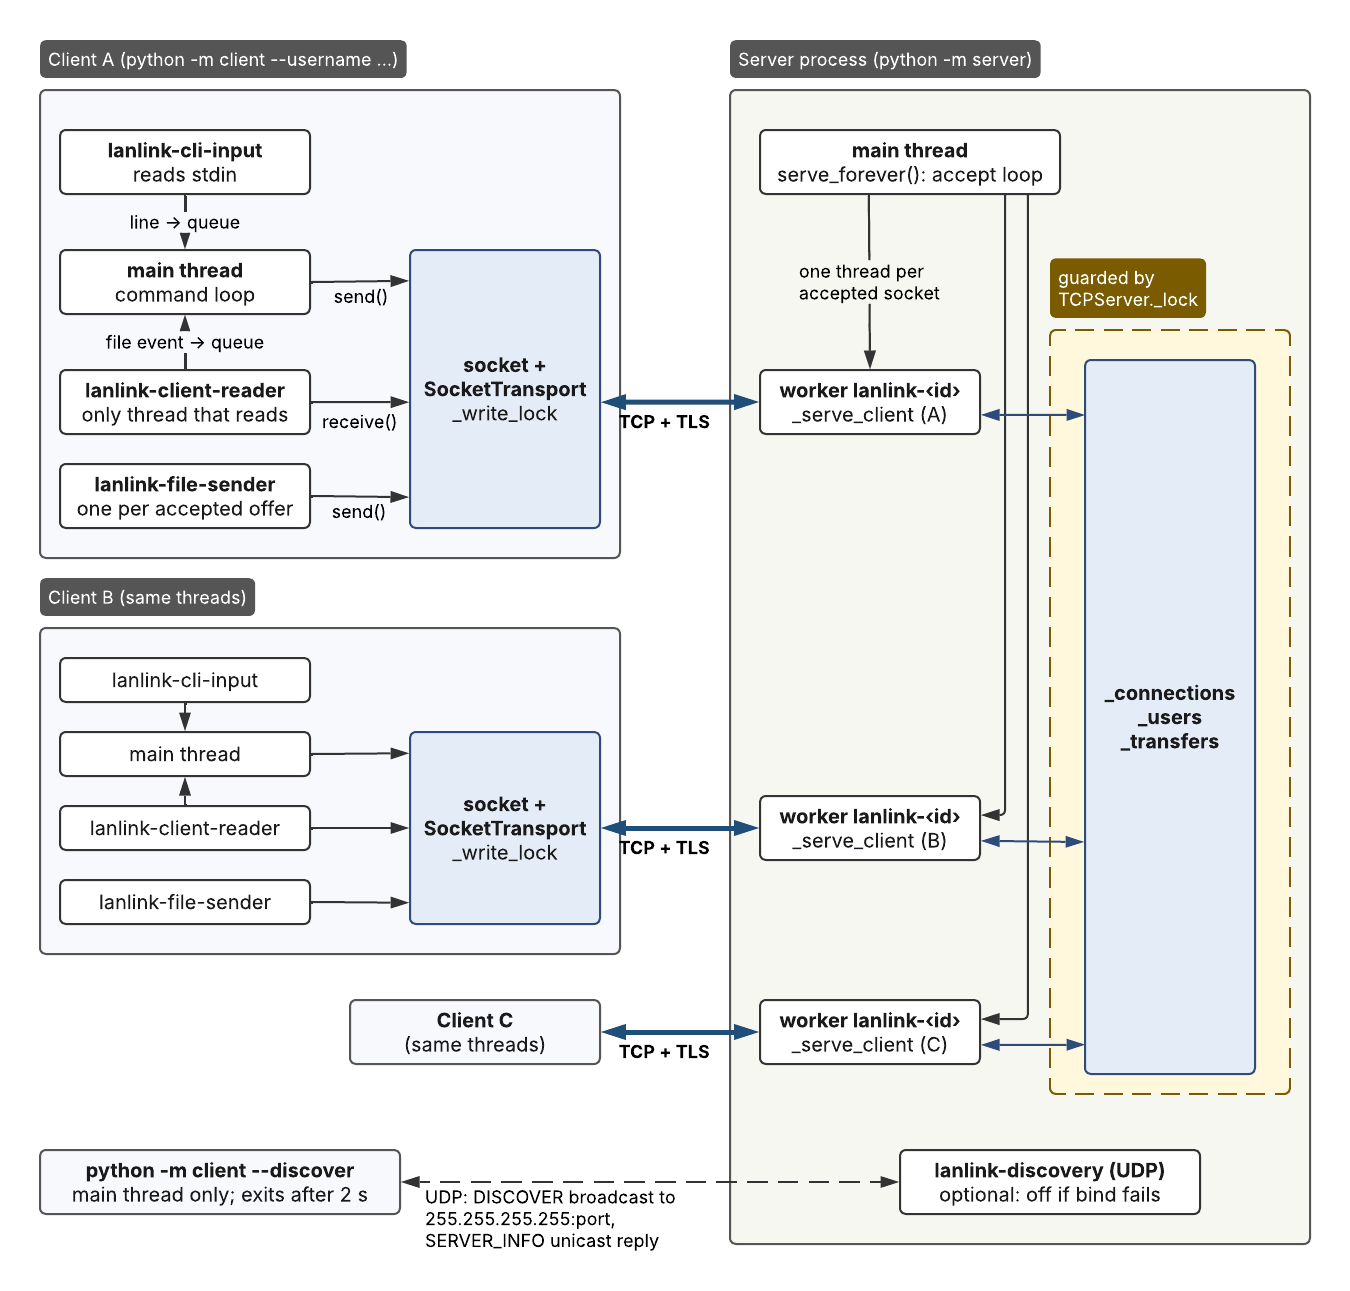 Client A (python -m client --username ...)
lanlink-cli-input
reads stdin
line → queue
main thread
command loop
send()
file event → queue
lanlink-client-reader
only thread that reads
receive()
lanlink-file-sender
one per accepted offer
send()
socket +
SocketTransport
_write_lock
TCP + TLS
Client B (same threads)
lanlink-cli-input
main thread
lanlink-client-reader
lanlink-file-sender
socket +
SocketTransport
_write_lock
TCP + TLS
Client C
(same threads)
TCP + TLS
python -m client --discover
main thread only; exits after 2 s
UDP: DISCOVER broadcast to
255.255.255.255:port,
SERVER_INFO unicast reply
Server process (python -m server)
main thread
serve_forever(): accept loop
one thread per
accepted socket
guarded by
TCPServer._lock
worker lanlink-‹id›
_serve_client (A)
_connections
_users
_transfers
worker lanlink-‹id›
_serve_client (B)
worker lanlink-‹id›
_serve_client (C)
lanlink-discovery (UDP)
optional: off if bind fails